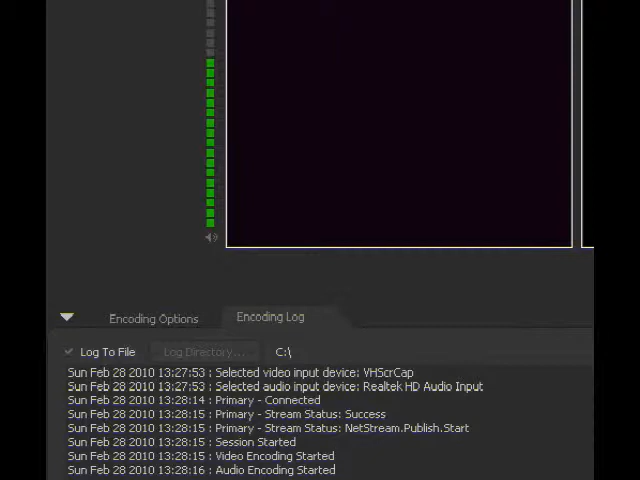 Encoding Options
Encoding Log
Log To File
Log Directory...
C:\
Sun Feb 28 2010 13:27:53 : Selected video input device: VHScrCap
Sun Feb 28 2010 13:27:53 : Selected audio input device: Realtek HD Audio Input
Sun Feb 28 2010 13:28:14 : Primary - Connected
Sun Feb 28 2010 13:28:15 : Primary - Stream Status: Success
Sun Feb 28 2010 13:28:15 : Primary - Stream Status: NetStream.Publish.Start
Sun Feb 28 2010 13:28:15 : Session Started
Sun Feb 28 2010 13:28:15 : Video Encoding Started
Sun Feb 28 2010 13:28:16 : Audio Encoding Started